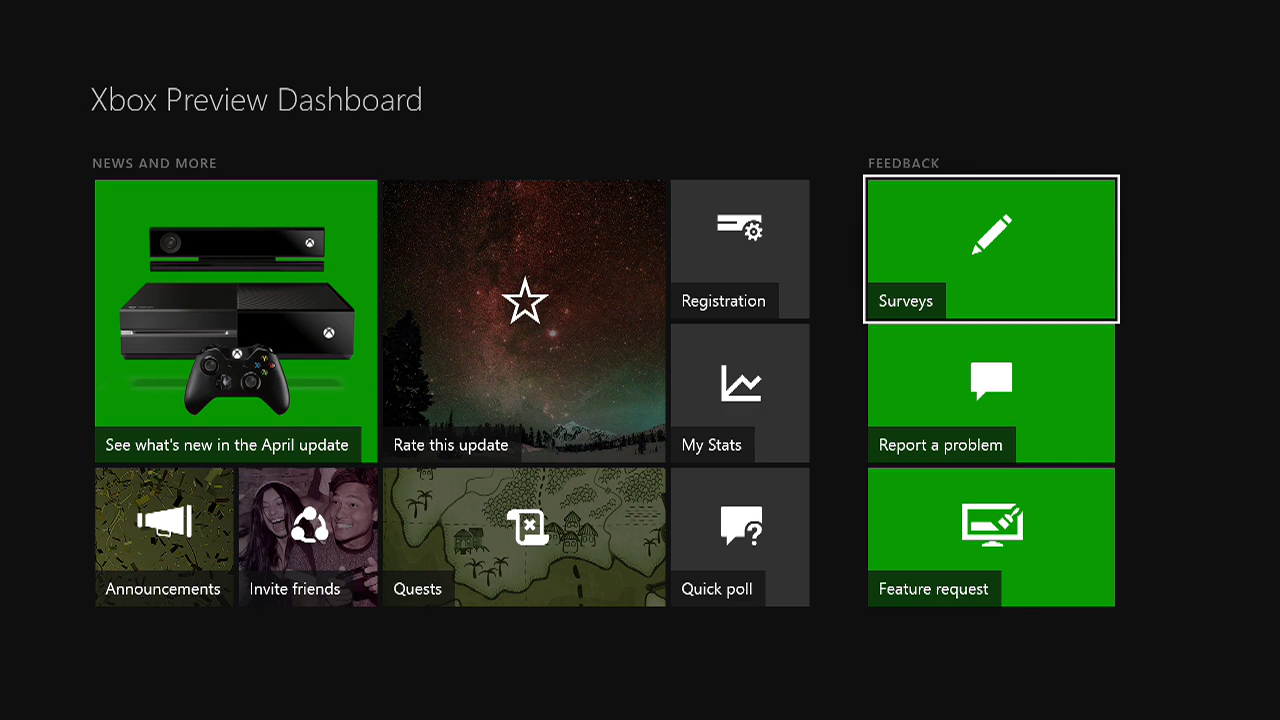 Xbox Preview Dashboard
NEWS AND MORE
See what's new in the April update
Rate this update
Registration
My Stats
Announcements
Invite friends
Quests
Quick poll
FEEDBACK
Surveys
Report a problem
Feature request